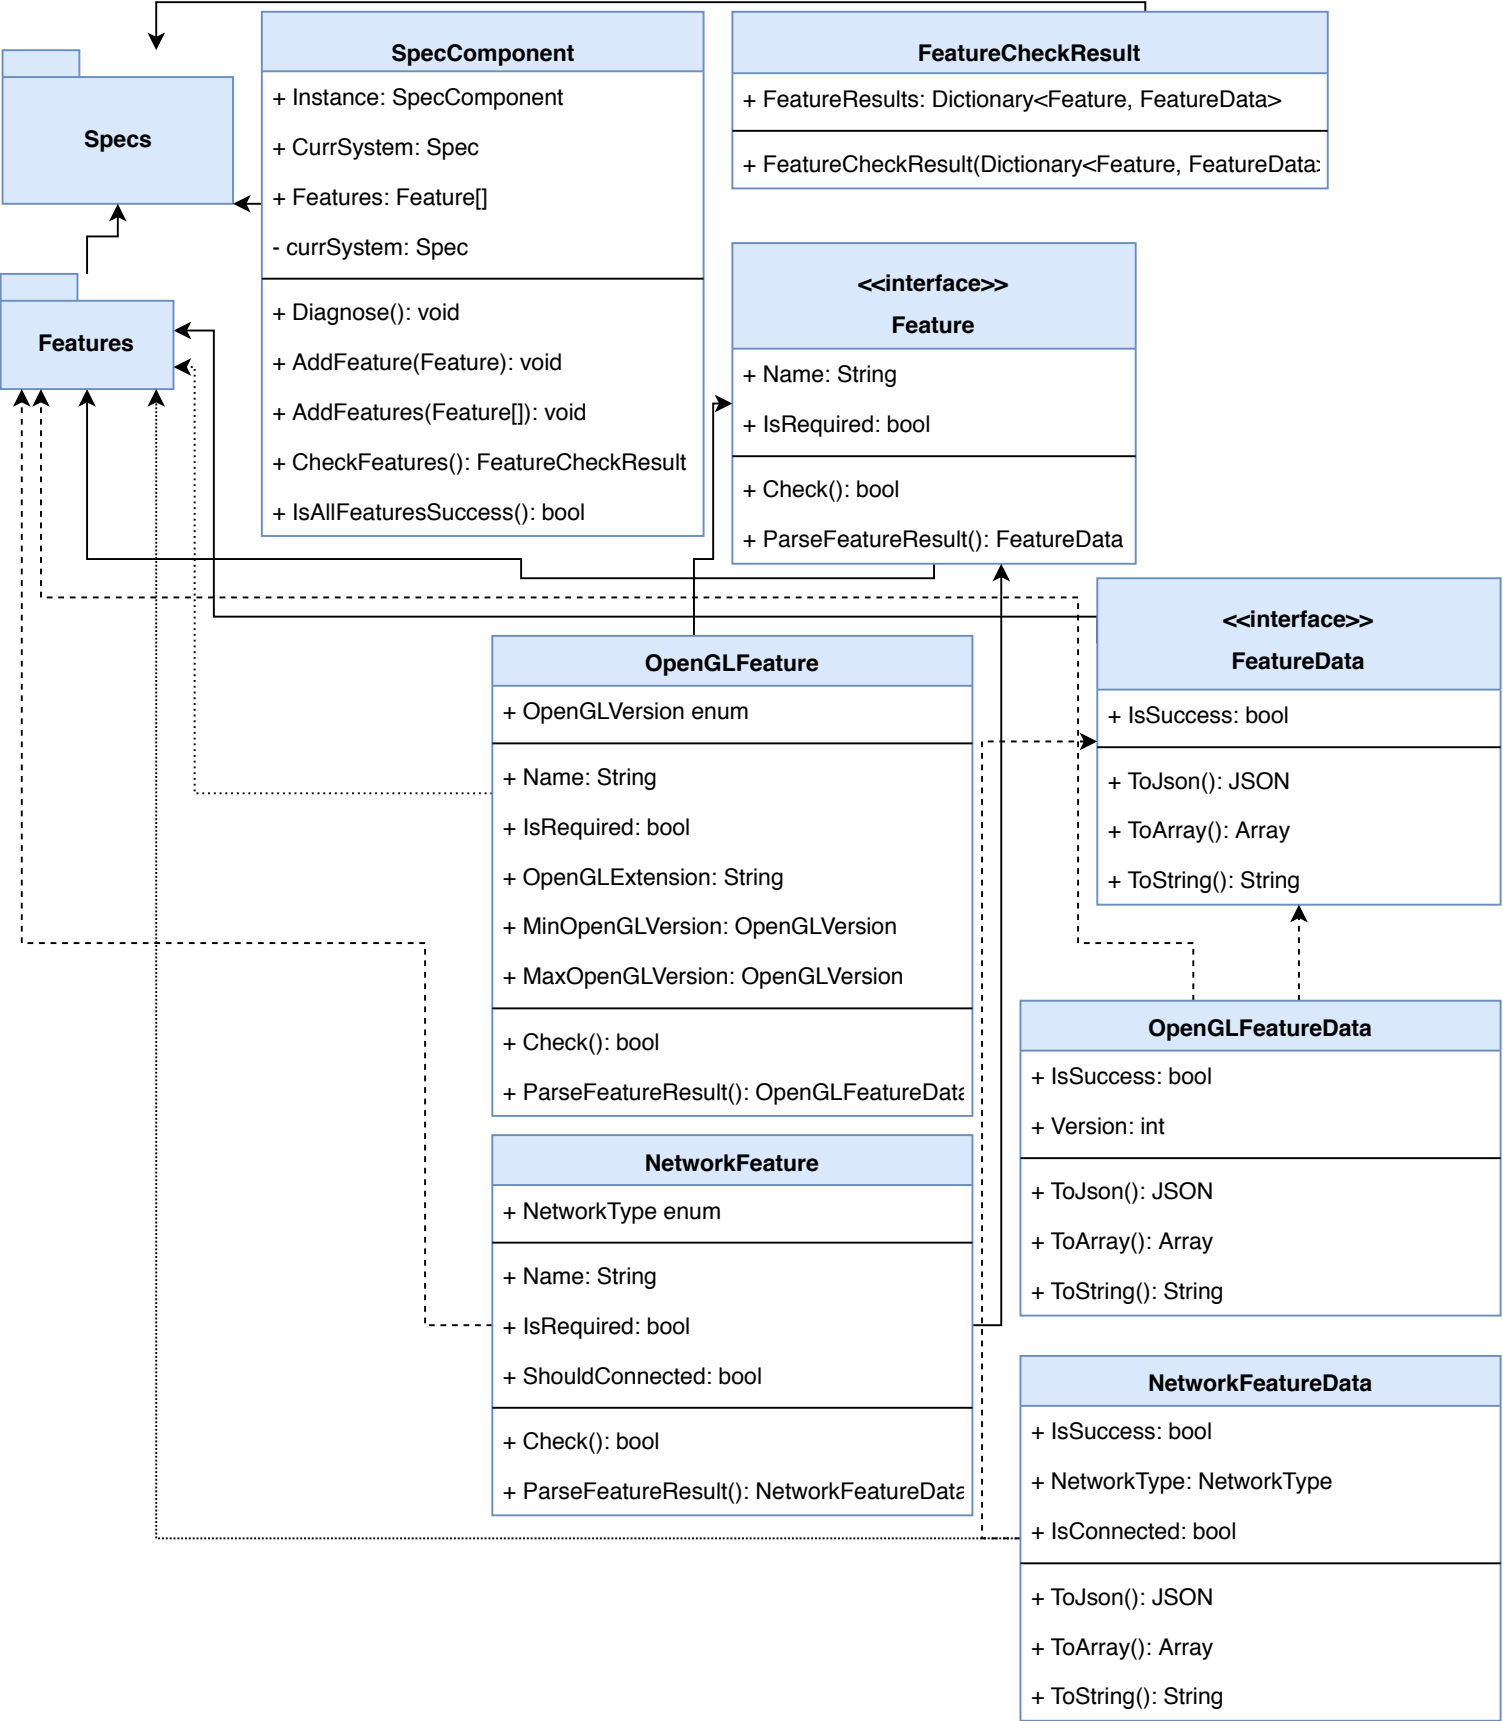 Specs
Features
SpecComponent
+ Instance: SpecComponent
+ CurrSystem: Spec
+ Features: Feature[]
- currSystem: Spec
+ Diagnose(): void
+ AddFeature(Feature): void
+ AddFeatures(Feature[]): void
+ CheckFeatures(): FeatureCheckResult
+ IsAllFeaturesSuccess(): bool
FeatureCheckResult
+ FeatureResults: Dictionary<Feature, FeatureData>
+ FeatureCheckResult(Dictionary<Feature, FeatureData
<<interface>>
Feature
+ Name: String
+ IsRequired: bool
+ Check(): bool
+ ParseFeatureResult(): FeatureData
<<interface>>
FeatureData
+ IsSuccess: bool
+ ToJson(): JSON
+ ToArray(): Array
+ ToString(): String
OpenGLFeature
+ OpenGLVersion enum
+ Name: String
+ IsRequired: bool
+ OpenGLExtension: String
+ MinOpenGLVersion: OpenGLVersion
+ MaxOpenGLVersion: OpenGLVersion
+ Check(): bool
+ ParseFeatureResult(): OpenGLFeatureData
NetworkFeature
+ NetworkType enum
+ Name: String
+ IsRequired: bool
+ ShouldConnected: bool
+ Check(): bool
+ ParseFeatureResult(): NetworkFeatureData
OpenGLFeatureData
+ IsSuccess: bool
+ Version: int
+ ToJson(): JSON
+ ToArray(): Array
+ ToString(): String
NetworkFeatureData
+ IsSuccess: bool
+ NetworkType: NetworkType
+ IsConnected: bool
+ ToJson(): JSON
+ ToArray(): Array
+ ToString(): String